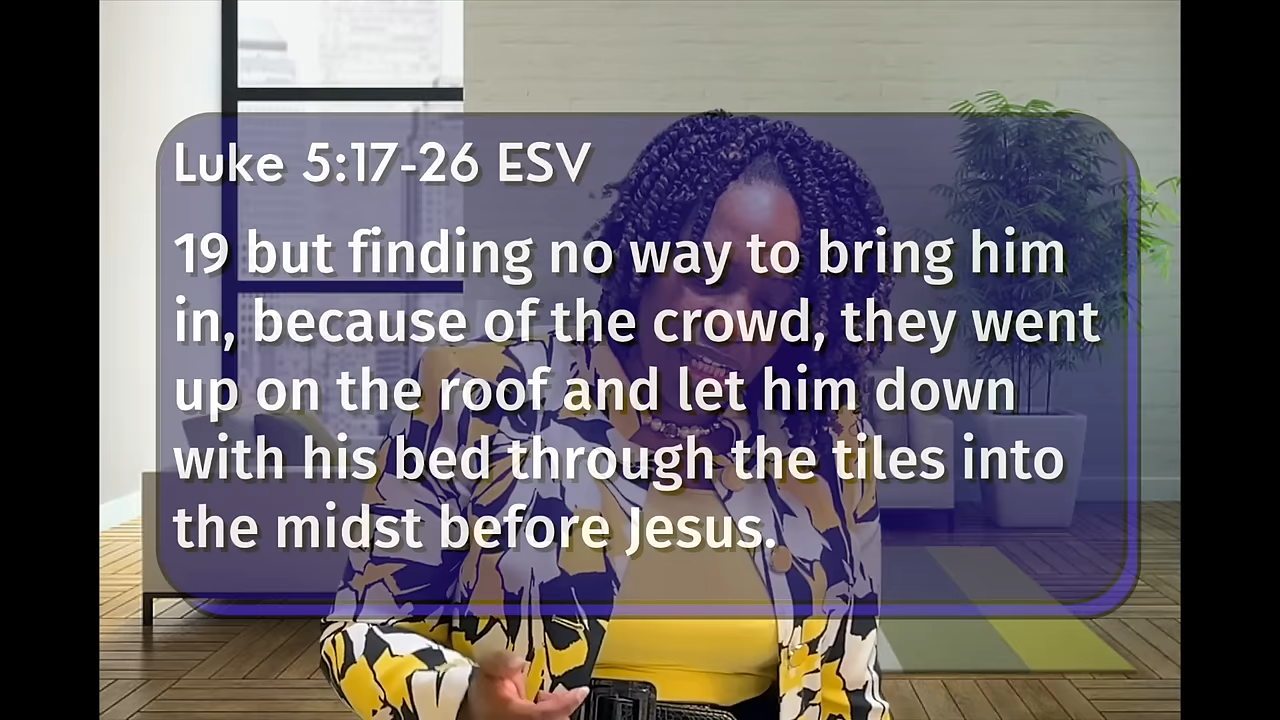 Luke 5:17-26 ESV
19 but finding no way to bring him
in, because of the crowd, they went
up on the roof and let him down
with his bed through the tiles into
the midst before Jesus.